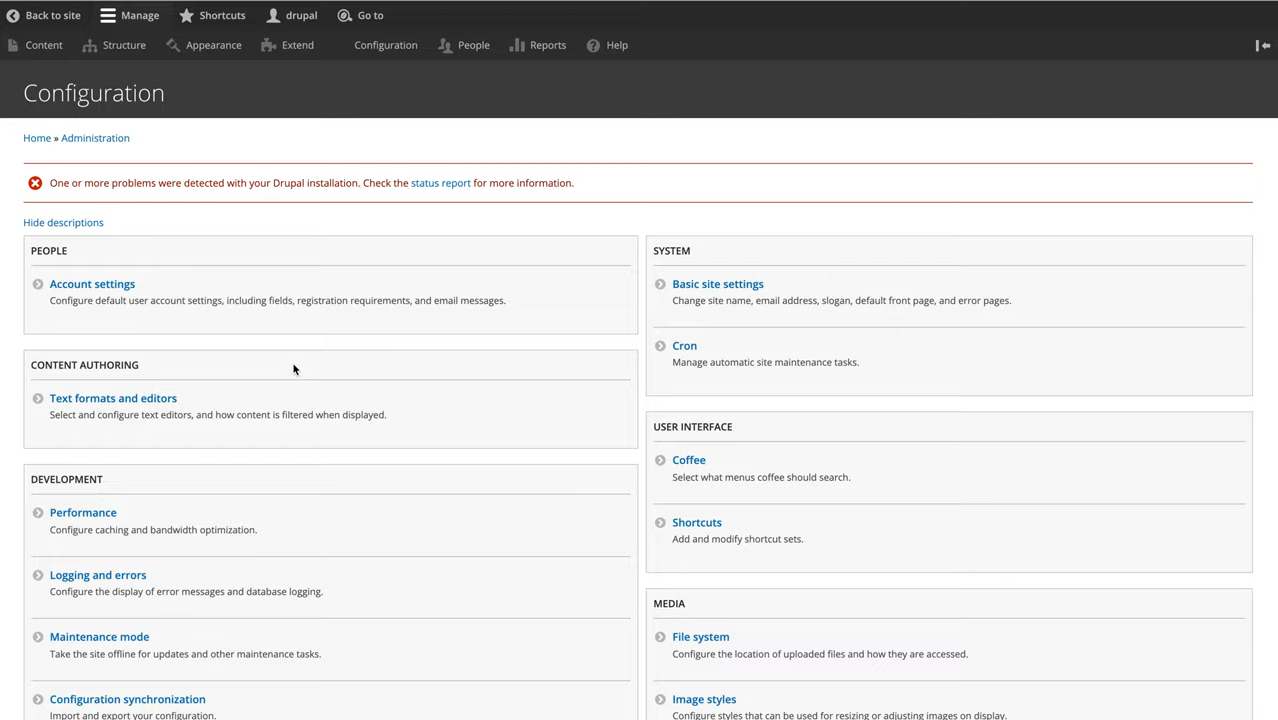 Back to site Manage Shortcuts drupal Go to
Content Structure Appearance Extend Configuration People Reports Help
Configuration
Home » Administration
One or more problems were detected with your Drupal installation. Check the status report for more information.
Hide descriptions
PEOPLE
Account settings
Configure default user account settings, including fields, registration requirements, and email messages.
CONTENT AUTHORING
Text formats and editors
Select and configure text editors, and how content is filtered when displayed.
DEVELOPMENT
Performance
Configure caching and bandwidth optimization.
Logging and errors
Configure the display of error messages and database logging.
Maintenance mode
Take the site offline for updates and other maintenance tasks.
Configuration synchronization
Import and export your configuration.
SYSTEM
Basic site settings
Change site name, email address, slogan, default front page, and error pages.
Cron
Manage automatic site maintenance tasks.
USER INTERFACE
Coffee
Select what menus coffee should search.
Shortcuts
Add and modify shortcut sets.
MEDIA
File system
Configure the location of uploaded files and how they are accessed.
Image styles
Configure styles that can be used for resizing or adjusting images on display.